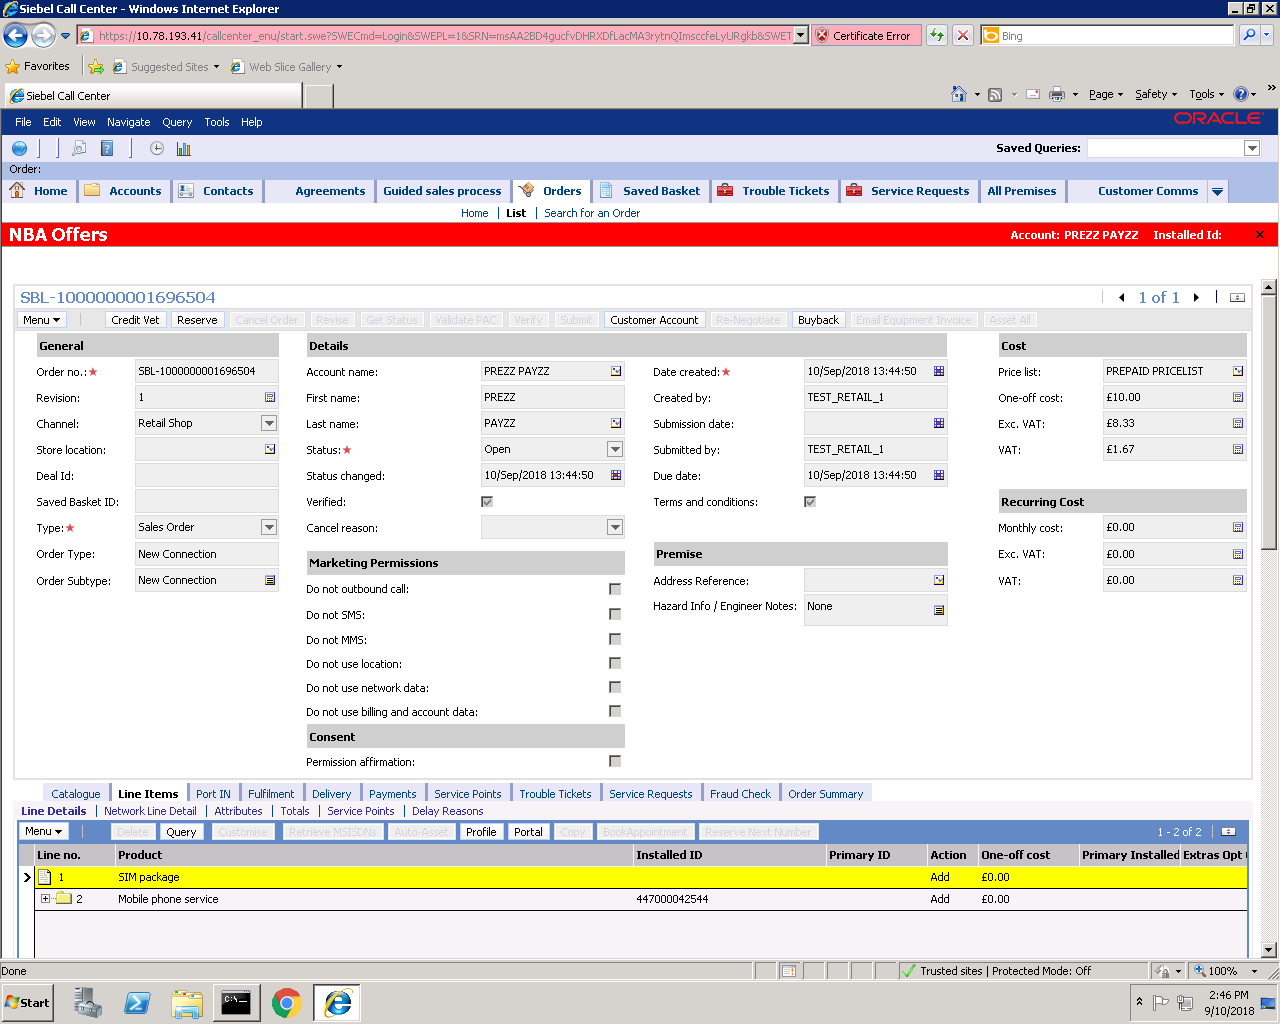 Siebel Call Center - Windows Internet Explorer
https://10.78.193.41/callcenter_enu/start.swe?SWECmd=Login&SWEPL=1&SRN=msAA2BD4gucfvDHRXDfLacMA3rytnQImsccfeLyURgkb&SWET
Certificate Error
Bing
Favorites
Suggested Sites
Web Slice Gallery
Siebel Call Center
Page
Safety
Tools
File Edit View Navigate Query Tools Help
ORACLE
Saved Queries:
Order:
Home Accounts Contacts Agreements Guided sales process Orders Saved Basket Trouble Tickets Service Requests All Premises Customer Comms
Home | List | Search for an Order
NBA Offers
Account: PREZZ PAYZZ Installed Id:
SBL-1000000001696504
1 of 1
Menu Credit Vet Reserve Cancel Order Revise Get Status Validate PAC Verify Submit Customer Account Re-Negotiate Buyback Email Equipment Invoice Asset All
General
Order no.: SBL-1000000001696504
Revision: 1
Channel: Retail Shop
Store location:
Deal Id:
Saved Basket ID:
Type: Sales Order
Order Type: New Connection
Order Subtype: New Connection
Details
Account name: PREZZ PAYZZ
First name: PREZZ
Last name: PAYZZ
Status: Open
Status changed: 10/Sep/2018 13:44:50
Verified:
Cancel reason:
Date created: 10/Sep/2018 13:44:50
Created by: TEST_RETAIL_1
Submission date:
Submitted by: TEST_RETAIL_1
Due date: 10/Sep/2018 13:44:50
Terms and conditions:
Marketing Permissions
Do not outbound call:
Do not SMS:
Do not MMS:
Do not use location:
Do not use network data:
Do not use billing and account data:
Consent
Permission affirmation:
Premise
Address Reference:
Hazard Info / Engineer Notes: None
Cost
Price list: PREPAID PRICELIST
One-off cost: £10.00
Exc. VAT: £8.33
VAT: £1.67
Recurring Cost
Monthly cost: £0.00
Exc. VAT: £0.00
VAT: £0.00
Catalogue Line Items Port IN Fulfilment Delivery Payments Service Points Trouble Tickets Service Requests Fraud Check Order Summary
Line Details | Network Line Detail | Attributes | Totals | Service Points | Delay Reasons
Menu Delete Query Customise Retrieve MSISDNs Auto-Asset Profile Portal Copy BookAppointment Reserve Next Number
1 - 2 of 2
Line no. Product Installed ID Primary ID Action One-off cost Primary Installed Extras Opt
1 SIM package Add £0.00
2 Mobile phone service 447000042544 Add £0.00
Done
Trusted sites | Protected Mode: Off
100%
Start
2:46 PM
9/10/2018